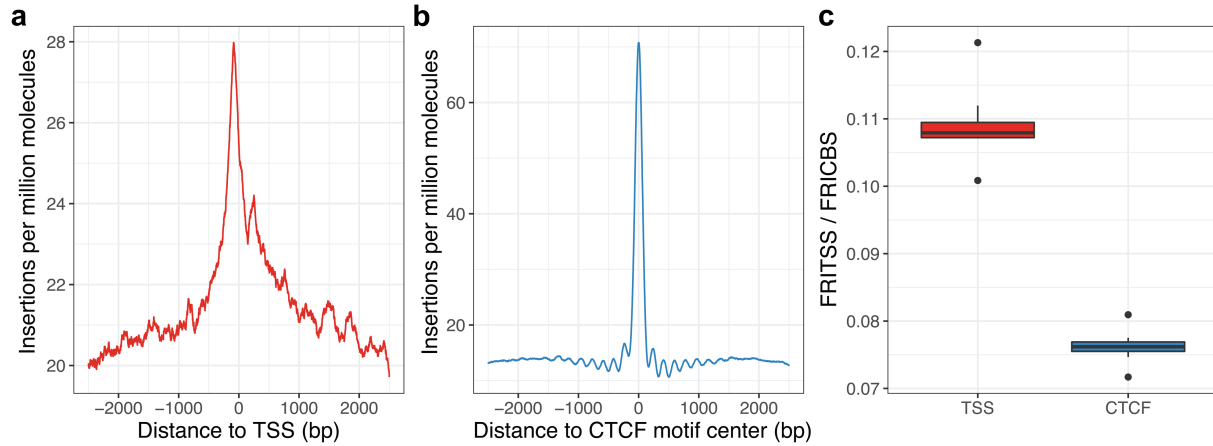 a
Insertions per million molecules
28
26
24
22
20
−2000
−1000
0
1000
2000
Distance to TSS (bp)
b
Insertions per million molecules
60
40
20
−2000
−1000
0
1000
2000
Distance to CTCF motif center (bp)
c
FRITSS / FRICBS
0.12
0.11
0.10
0.09
0.08
0.07
TSS
CTCF